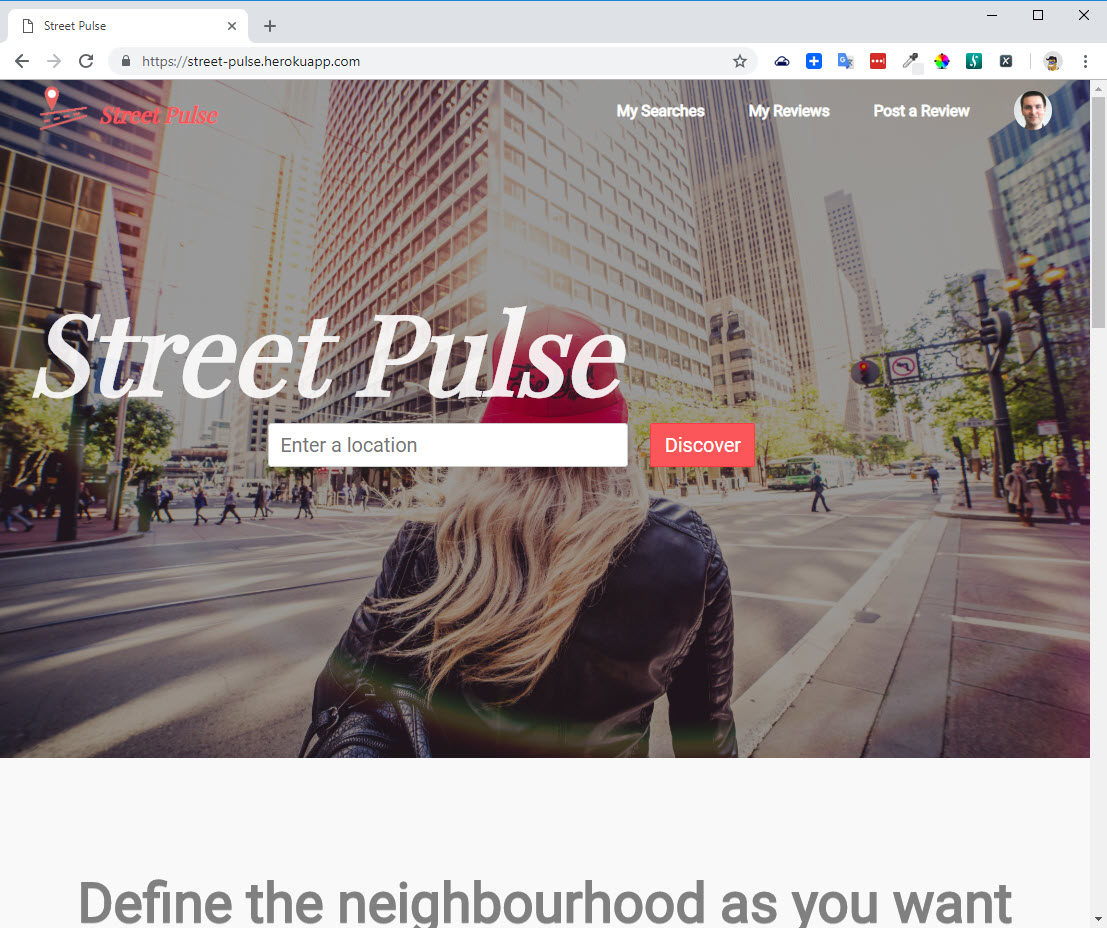 Street Pulse
https://street-pulse.herokuapp.com
Street Pulse
My Searches
My Reviews
Post a Review
Street Pulse
Enter a location
Discover
Define the neighbourhood as you want